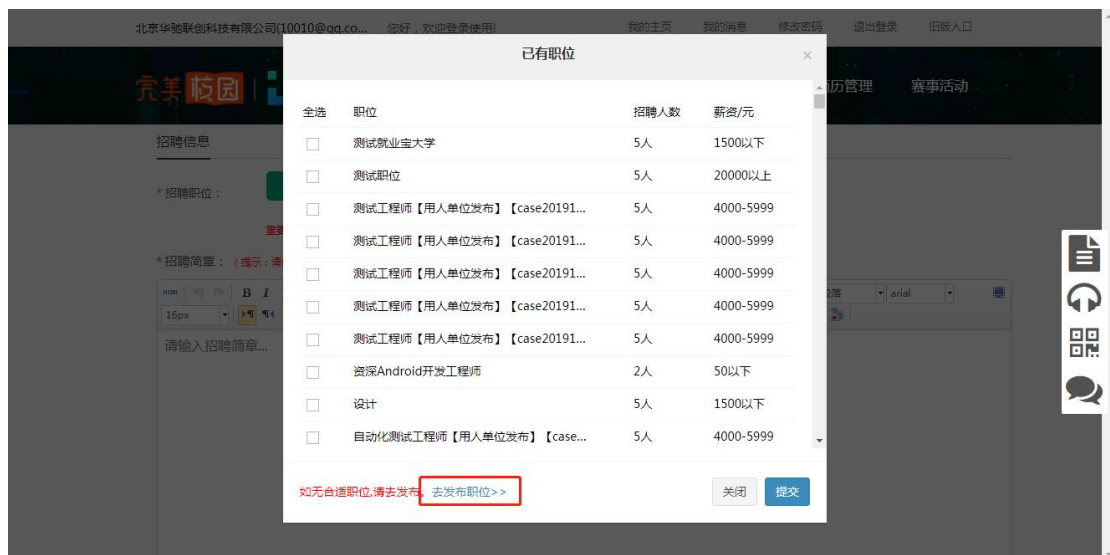 北京华驰联创科技有限公司(10010@qq.co... 您好，欢迎登录使用! 我的主页 我的消息 修改密码 退出登录 旧版入口
已有职位 ×
完美校园 历管理 赛事活动
全选 职位 招聘人数 薪资/元
招聘信息
测试就业宝大学 5人 1500以下
测试职位 5人 20000以上
*招聘职位：
测试工程师【用人单位发布】【case20191... 5人 4000-5999
重要
测试工程师【用人单位发布】【case20191... 5人 4000-5999
*招聘简章：（提示：请
测试工程师【用人单位发布】【case20191... 5人 4000-5999
HTML B I 段落 arial
测试工程师【用人单位发布】【case20191... 5人 4000-5999
16px
测试工程师【用人单位发布】【case20191... 5人 4000-5999
请输入招聘简章...
资深Android开发工程师 2人 50以下
设计 5人 1500以下
自动化测试工程师【用人单位发布】【case... 5人 4000-5999
如无合适职位,请去发布。去发布职位>> 关闭 提交